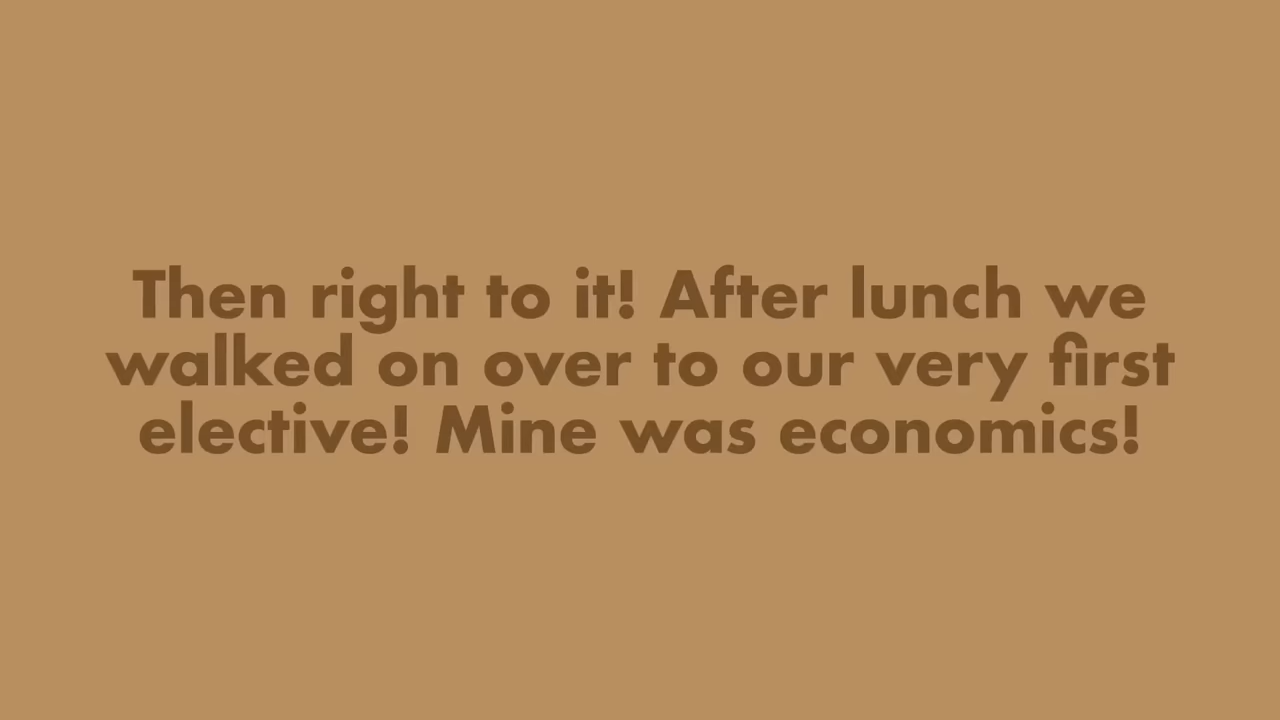 Then right to it! After lunch we
walked on over to our very first
elective! Mine was economics!